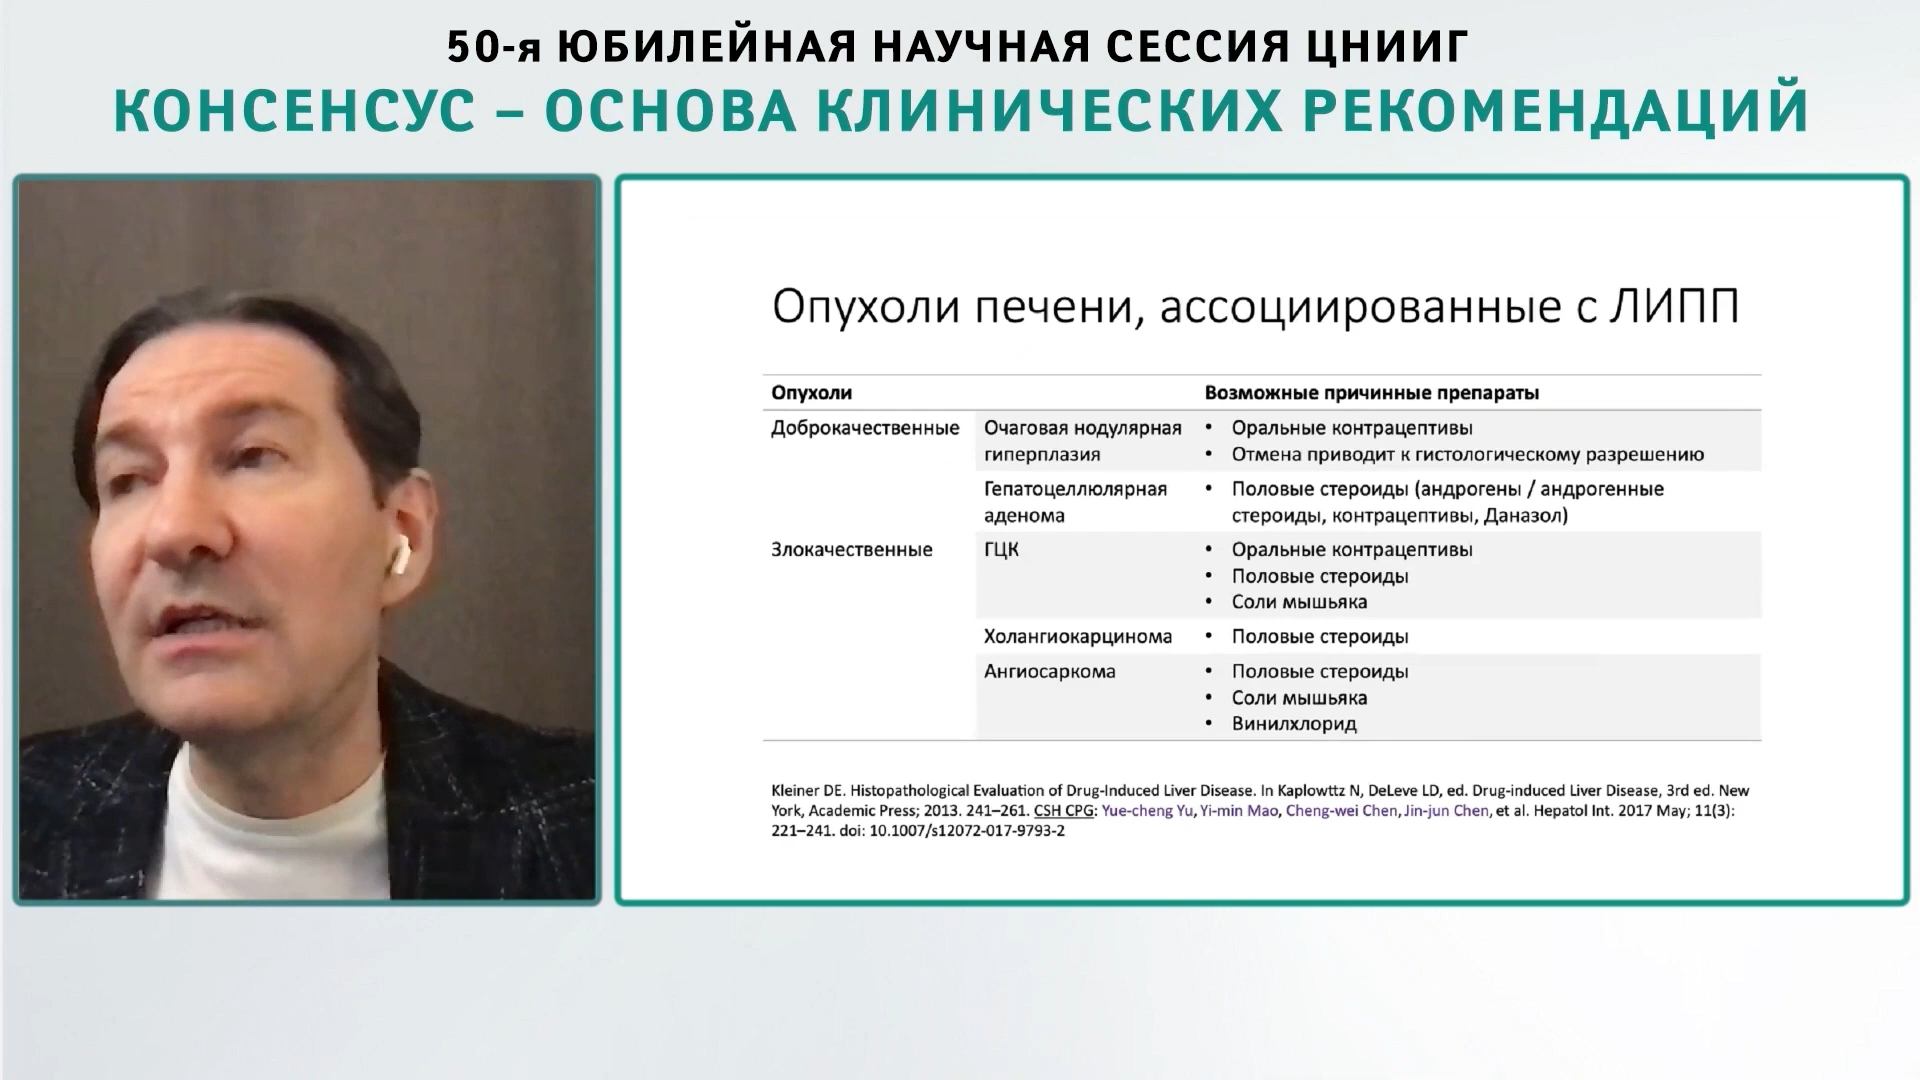 50-я ЮБИЛЕЙНАЯ НАУЧНАЯ СЕССИЯ ЦНИИГ
КОНСЕНСУС – ОСНОВА КЛИНИЧЕСКИХ РЕКОМЕНДАЦИЙ
Опухоли печени, ассоциированные с ЛИПП
Опухоли Возможные причинные препараты
Доброкачественные Очаговая нодулярная • Оральные контрацептивы
гиперплазия • Отмена приводит к гистологическому разрешению
Гепатоцеллюлярная • Половые стероиды (андрогены / андрогенные
аденома стероиды, контрацептивы, Даназол)
Злокачественные ГЦК • Оральные контрацептивы
• Половые стероиды
• Соли мышьяка
Холангиокарцинома • Половые стероиды
Ангиосаркома • Половые стероиды
• Соли мышьяка
• Винилхлорид
Kleiner DE. Histopathological Evaluation of Drug-Induced Liver Disease. In Kaplowttz N, DeLeve LD, ed. Drug-induced Liver Disease, 3rd ed. New
York, Academic Press; 2013. 241–261. CSH CPG: Yue-cheng Yu, Yi-min Mao, Cheng-wei Chen, Jin-jun Chen, et al. Hepatol Int. 2017 May; 11(3):
221–241. doi: 10.1007/s12072-017-9793-2